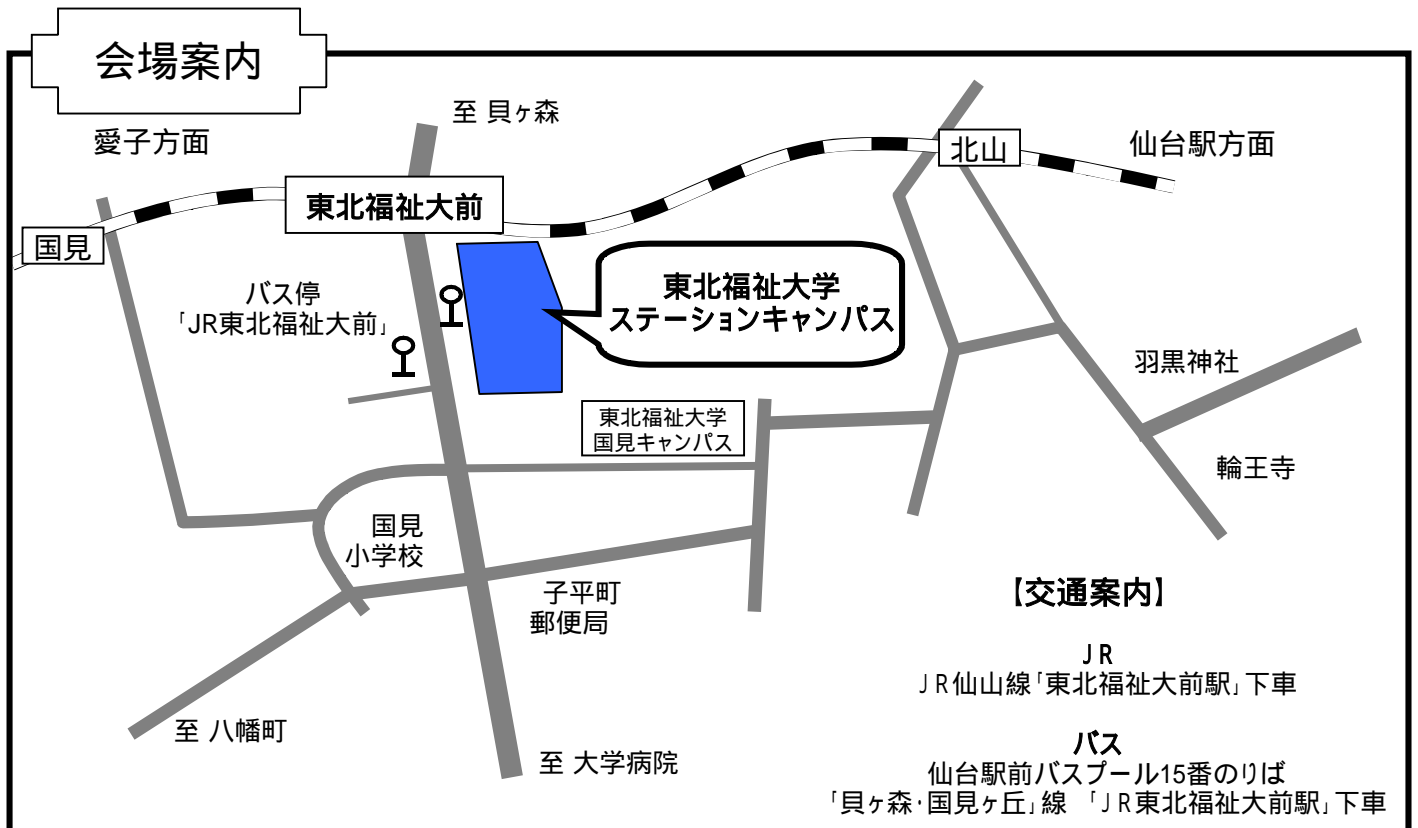 会場案内
愛子方面
至 貝ヶ森
北山
仙台駅方面
東北福祉大前
国見
バス停
「JR東北福祉大前」
東北福祉大学
ステーションキャンパス
羽黒神社
東北福祉大学
国見キャンパス
輪王寺
国見
小学校
子平町
郵便局
至 八幡町
至 大学病院
【交通案内】
JR
JR仙山線「東北福祉大前駅」下車
バス
仙台駅前バスプール15番のりば
「貝ヶ森・国見ヶ丘」線 「JR東北福祉大前駅」下車